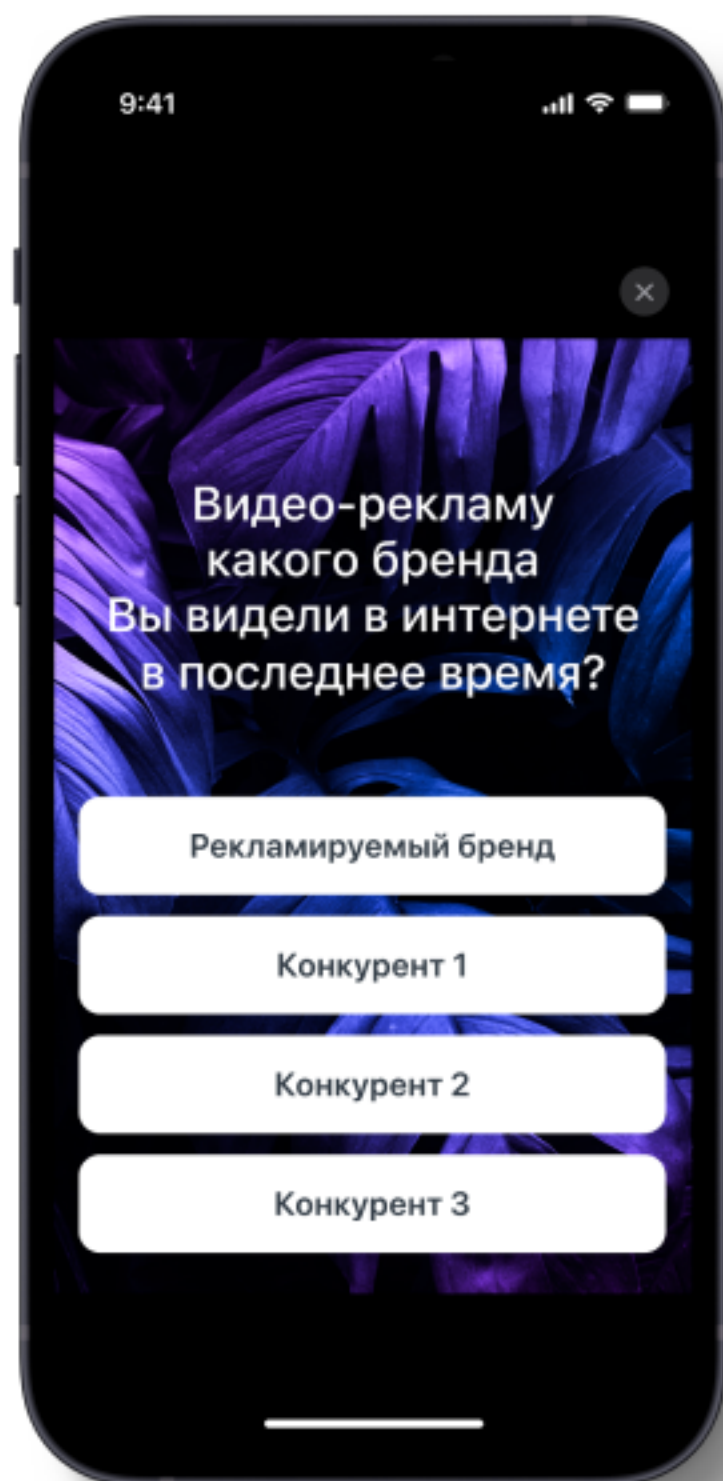 9:41
Видео-рекламу
какого бренда
Вы видели в интернете
в последнее время?
Рекламируемый бренд
Конкурент 1
Конкурент 2
Конкурент 3